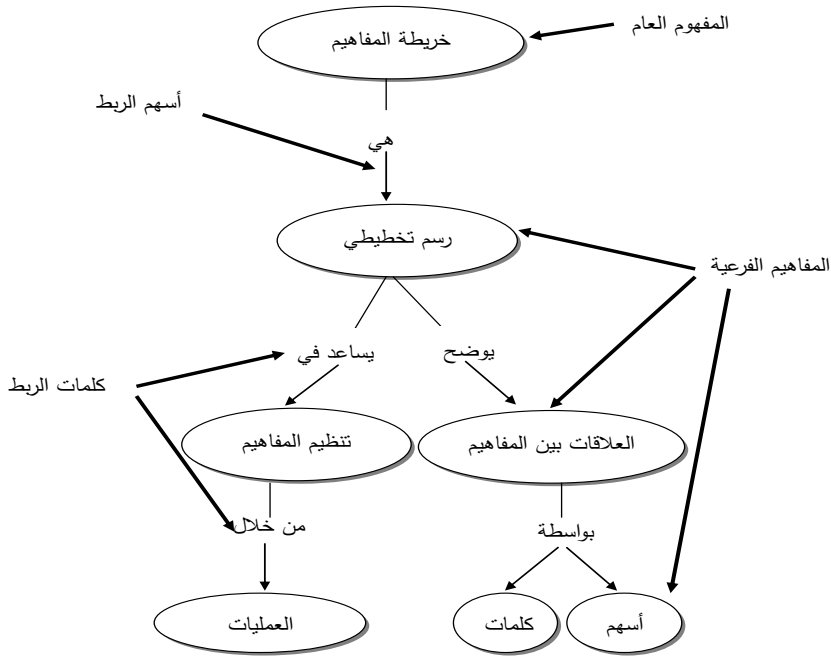 المفهوم العام
خريطة المفاهيم
أسهم الربط
هي
رسم تخطيطي
المفاهيم الفرعية
يوضح
يساعد في
كلمات الربط
العلاقات بين المفاهيم
تنظيم المفاهيم
بواسطة
من خلال
أسهم
كلمات
العمليات